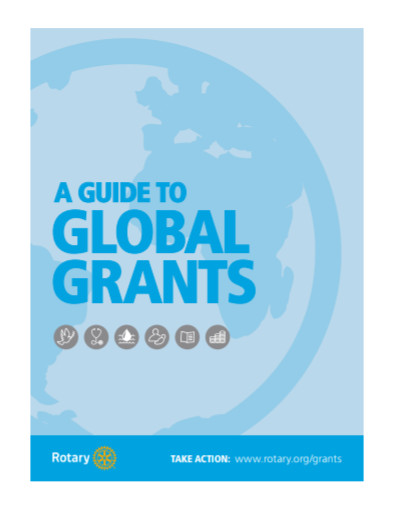 A GUIDE TO
GLOBAL
GRANTS
Rotary
TAKE ACTION: www.rotary.org/grants